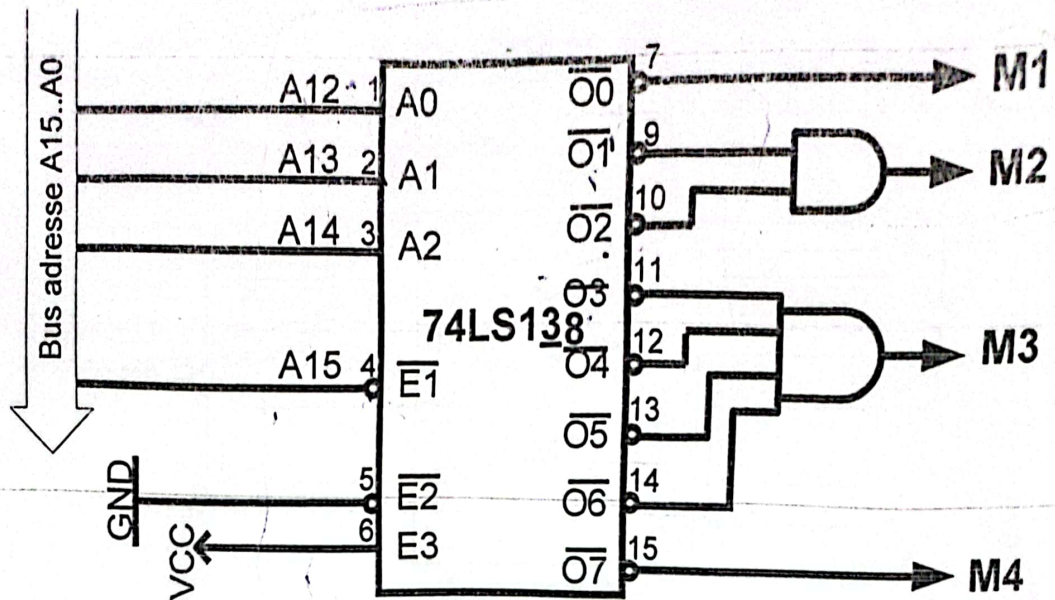 Bus adresse A15..A0
A12 1 A0
A13 2 A1
A14 3 A2
A15 4 E1
GND 5 E2
VCC 6 E3
74LS138
O0 7 M1
O1 9
O2 10
M2
O3 11
O4 12
O5 13
O6 14
M3
O7 15 M4